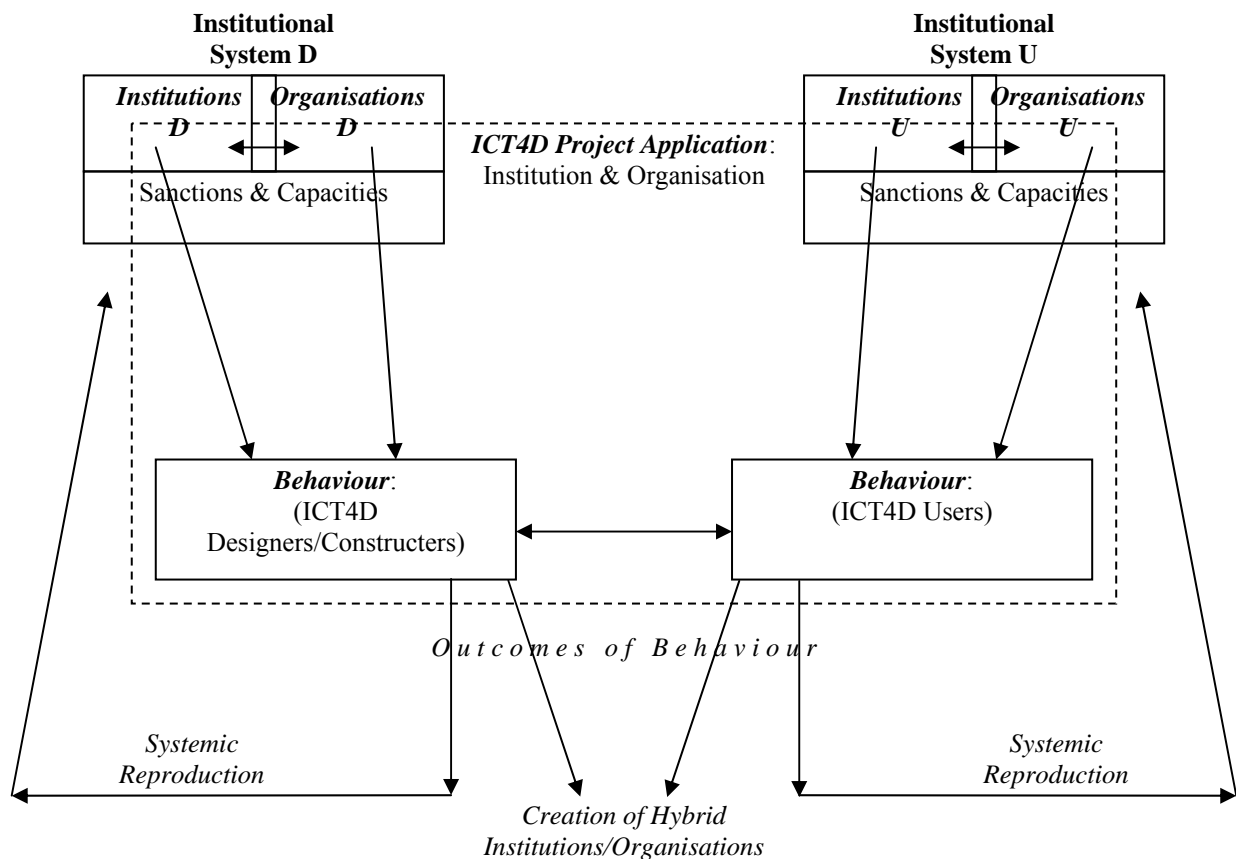 Institutional
System D
Institutional
System U
Institutions
D
Organisations
D
Sanctions & Capacities
ICT4D Project Application:
Institution & Organisation
Institutions
U
Organisations
U
Sanctions & Capacities
Behaviour:
(ICT4D
Designers/Constructers)
Behaviour:
(ICT4D Users)
Outcomes of Behaviour
Systemic
Reproduction
Systemic
Reproduction
Creation of Hybrid
Institutions/Organisations